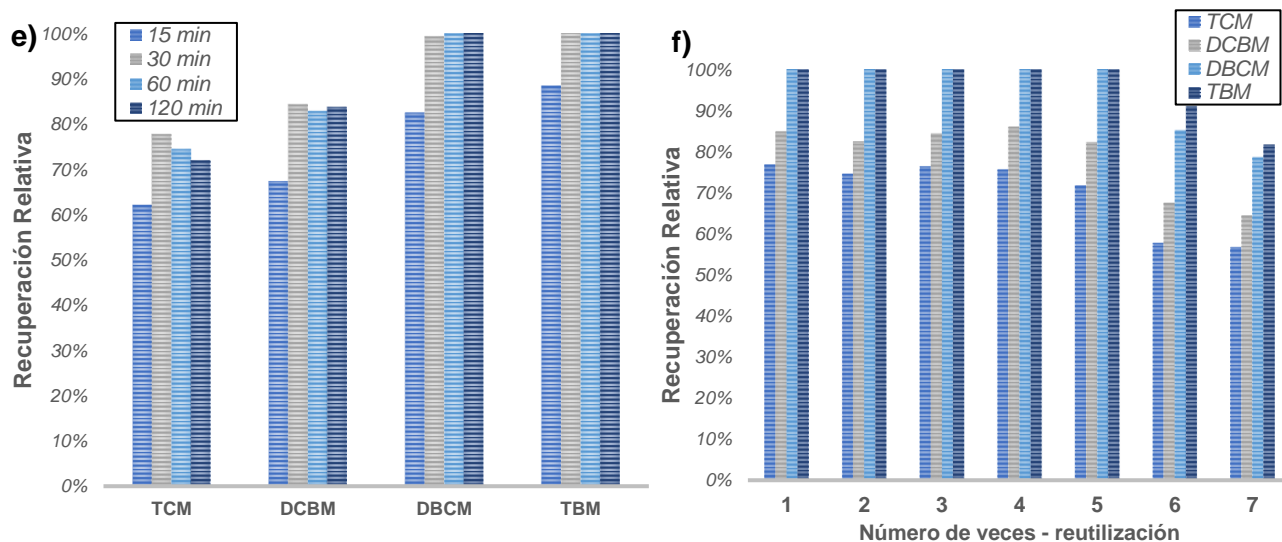 e)
15 min
30 min
60 min
120 min
Recuperación Relativa
100%
90%
80%
70%
60%
50%
40%
30%
20%
10%
0%
TCM DCBM DBCM TBM
f)
TCM
DCBM
DBCM
TBM
Recuperación Relativa
100%
90%
80%
70%
60%
50%
40%
30%
20%
10%
0%
1 2 3 4 5 6 7
Número de veces - reutilización